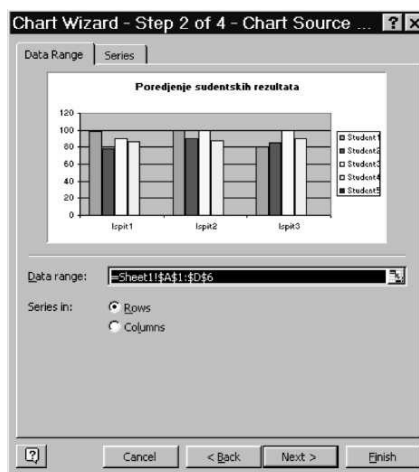 Chart Wizard - Step 2 of 4 - Chart Source ...
Data Range
Series
Poredjenje sudentskih rezultata
120
100
80
60
40
20
0
Ispit1
Ispit2
Ispit3
Student1
Student2
Student3
Student4
Student5
Data range:
=Sheet1!$A$1:$D$6
Series in:
Rows
Columns
Cancel
< Back
Next >
Finish